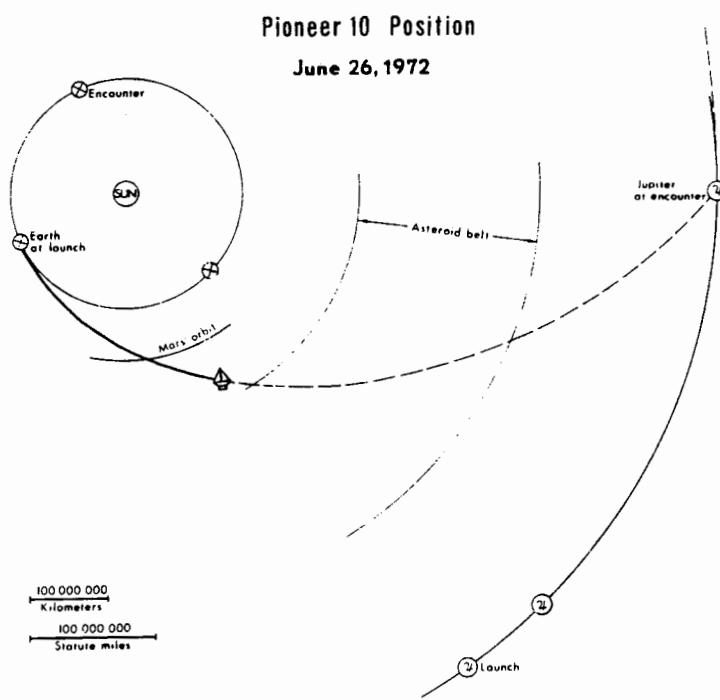 Pioneer 10 Position
June 26, 1972
Encounter
SUN
Jupiter
at encounter
Earth
at launch
Asteroid belt
Mars orbit
100 000 000
Kilometers
100 000 000
Statute miles
Launch